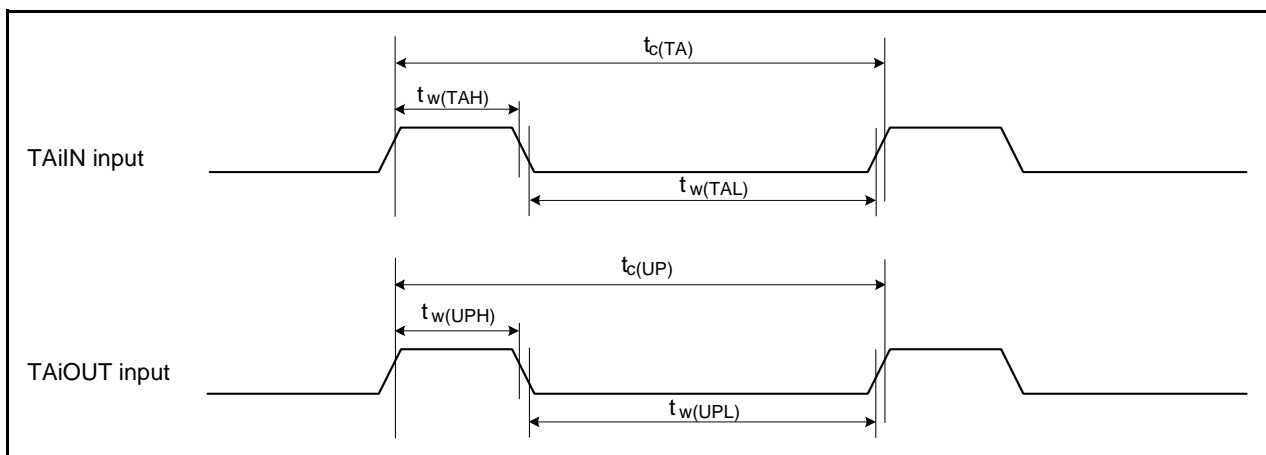 tc(TA)
tw(TAH)
TAiIN input
tw(TAL)
tc(UP)
tw(UPH)
TAiOUT input
tw(UPL)